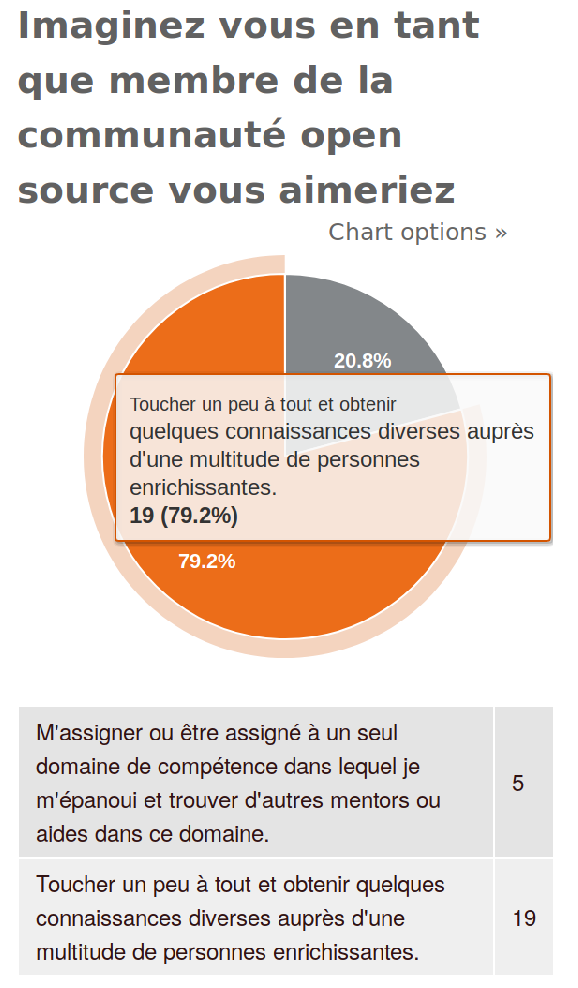 Imaginez vous en tant
que membre de la
communauté open
source vous aimeriez
Chart options »
20.8%
Toucher un peu à tout et obtenir
quelques connaissances diverses auprès
d'une multitude de personnes
enrichissantes.
19 (79.2%)
79.2%
M'assigner ou être assigné à un seul
domaine de compétence dans lequel je
m'épanoui et trouver d'autres mentors ou
aides dans ce domaine.
5
Toucher un peu à tout et obtenir quelques
connaissances diverses auprès d'une
multitude de personnes enrichissantes.
19